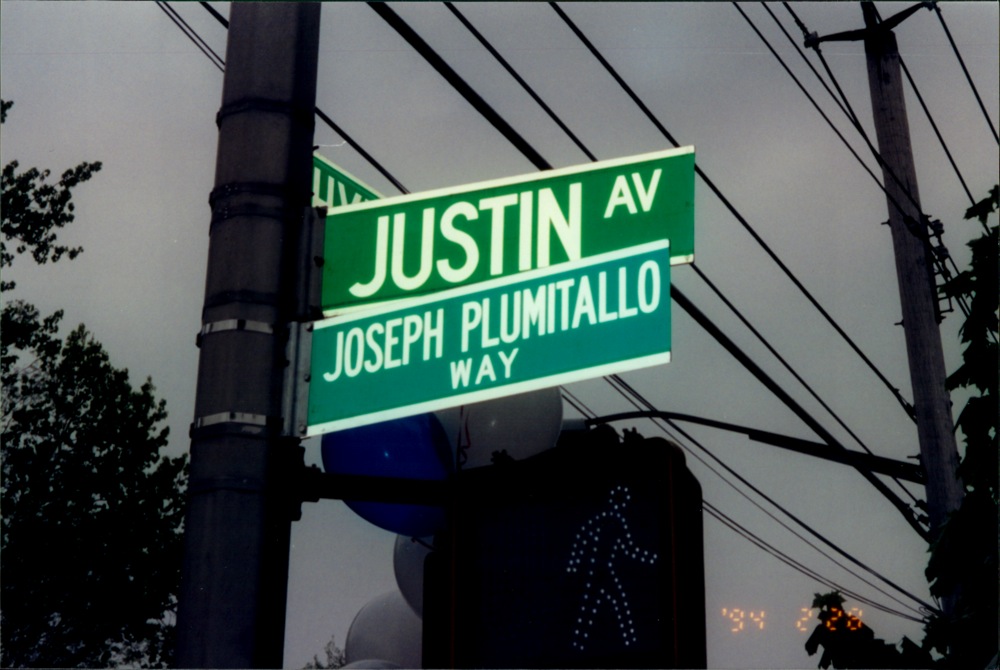 JUSTIN AV
JOSEPH PLUMITALLO
WAY
'94 2 28